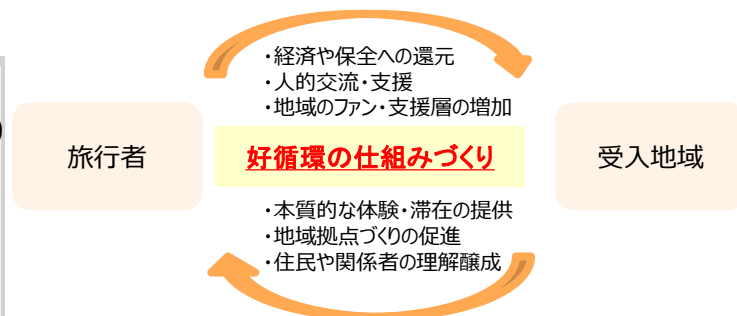 ・経済や保全への還元
・人的交流・支援
・地域のファン・支援層の増加
旅行者
好循環の仕組みづくり
受入地域
・本質的な体験・滞在の提供
・地域拠点づくりの促進
・住民や関係者の理解醸成